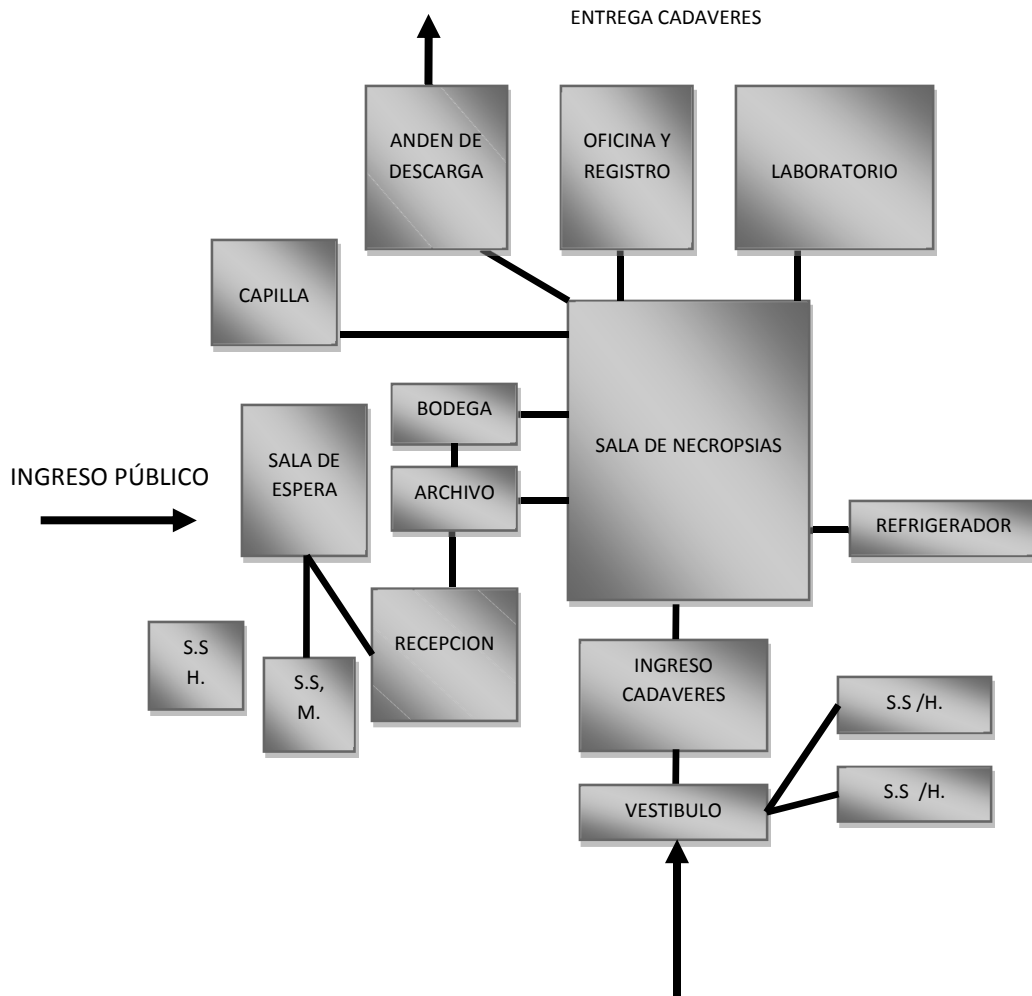 ENTREGA CADAVERES
ANDEN DE
DESCARGA
OFICINA Y
REGISTRO
LABORATORIO
CAPILLA
BODEGA
SALA DE NECROPSIAS
SALA DE
ESPERA
INGRESO PÚBLICO
ARCHIVO
REFRIGERADOR
RECEPCION
S.S
H.
S.S,
M.
INGRESO
CADAVERES
S.S /H.
S.S /H.
VESTIBULO